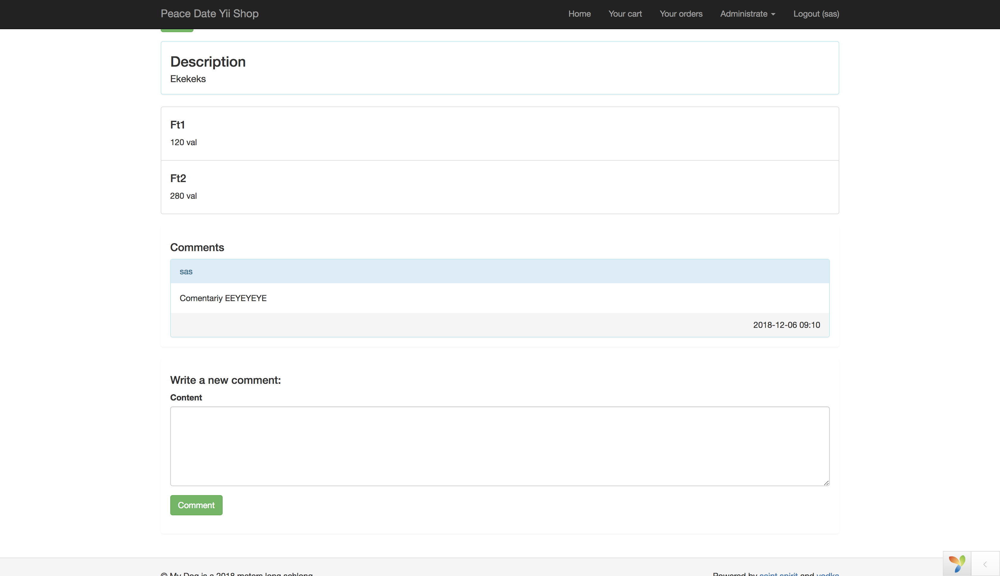 Peace Date Yii Shop Home Your cart Your orders Administrate Logout (sas)
Description
Ekekeks
Ft1
120 val
Ft2
280 val
Comments
sas
Comentariy EEYEYEYE
2018-12-06 09:10
Write a new comment:
Content
Comment
© My Dog is a 2018 meters long schlong Powered by saint spirit and vodka